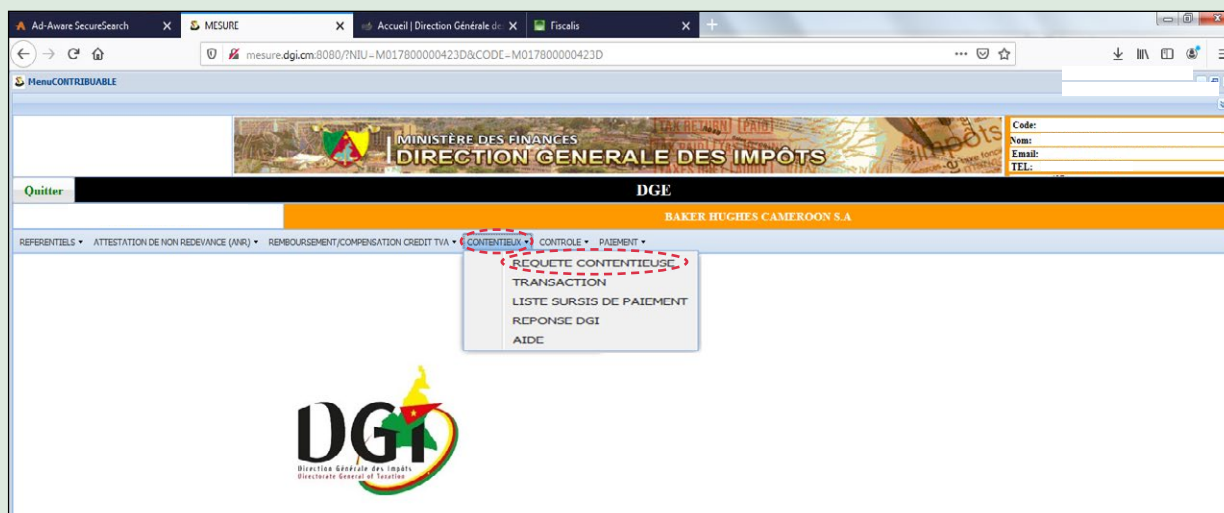 Ad-Aware SecureSearch
MESURE
Accueil | Direction Générale de
Fiscalis
mesure.dgi.cm:8080/?NIU=M017800000423D&CODE=M017800000423D
MenuCONTRIBUABLE
MINISTÈRE DES FINANCES
DIRECTION GENERALE DES IMPÔTS
Code:
Nom:
Email:
TEL:
Quitter
DGE
BAKER HUGHES CAMEROON S.A
REFERENTIELS ATTESTATION DE NON REDEVANCE (ANR) REMBOURSEMENT/COMPENSATION CREDIT TVA CONTENTIEUX CONTROLE PAIEMENT
REQUETE CONTENTIEUSE
TRANSACTION
LISTE SURSIS DE PAIEMENT
REPONSE DGI
AIDE
DGI
Direction Générale des Impôts
Directorate General of Taxation